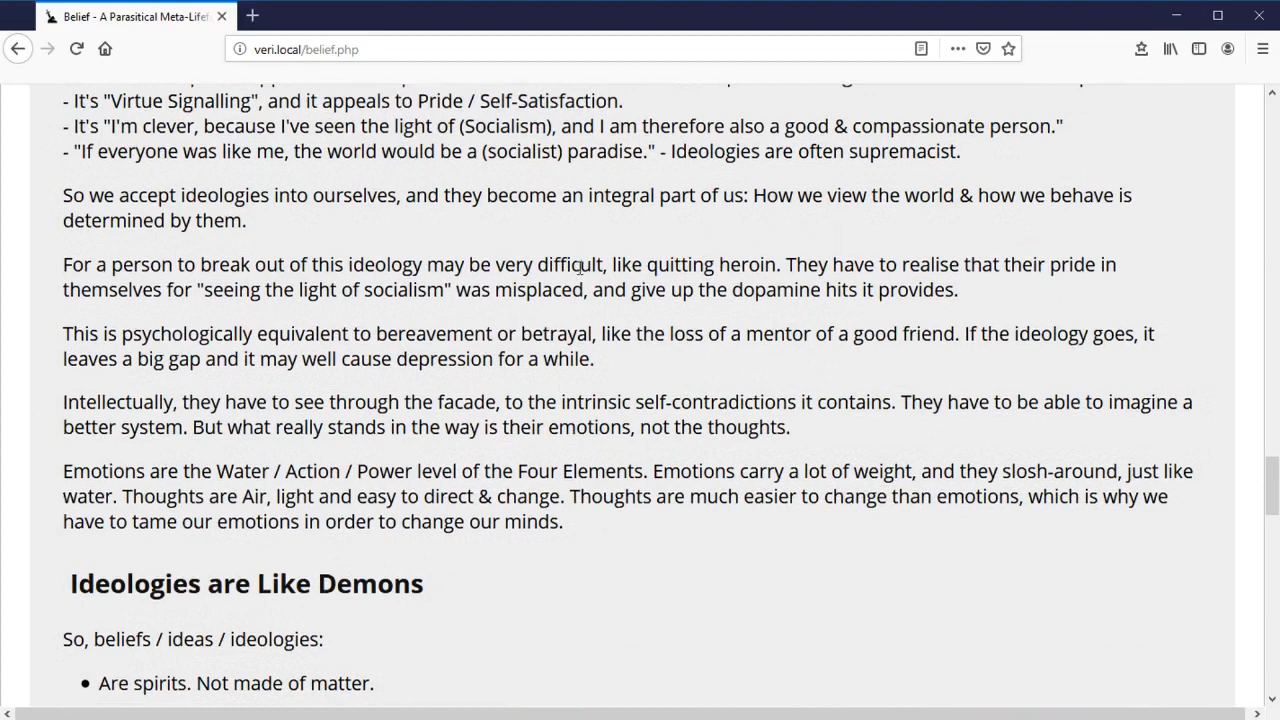 Belief - A Parasitical Meta-Lifef
veri.local/belief.php
- It's "Virtue Signalling", and it appeals to Pride / Self-Satisfaction.
- It's "I'm clever, because I've seen the light of (Socialism), and I am therefore also a good & compassionate person."
- "If everyone was like me, the world would be a (socialist) paradise." - Ideologies are often supremacist.
So we accept ideologies into ourselves, and they become an integral part of us: How we view the world & how we behave is
determined by them.
For a person to break out of this ideology may be very difficult, like quitting heroin. They have to realise that their pride in
themselves for "seeing the light of socialism" was misplaced, and give up the dopamine hits it provides.
This is psychologically equivalent to bereavement or betrayal, like the loss of a mentor of a good friend. If the ideology goes, it
leaves a big gap and it may well cause depression for a while.
Intellectually, they have to see through the facade, to the intrinsic self-contradictions it contains. They have to be able to imagine a
better system. But what really stands in the way is their emotions, not the thoughts.
Emotions are the Water / Action / Power level of the Four Elements. Emotions carry a lot of weight, and they slosh-around, just like
water. Thoughts are Air, light and easy to direct & change. Thoughts are much easier to change than emotions, which is why we
have to tame our emotions in order to change our minds.
Ideologies are Like Demons
So, beliefs / ideas / ideologies:
• Are spirits. Not made of matter.